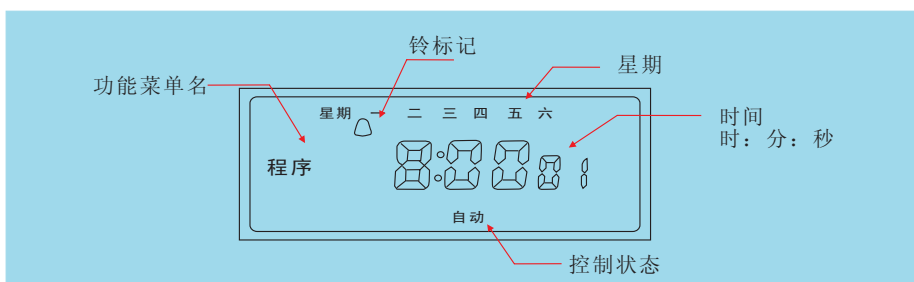 铃标记
星期
功能菜单名
星期 一 二 三 四 五 六
时间
时：分：秒
程序
8:00 01
自动
控制状态